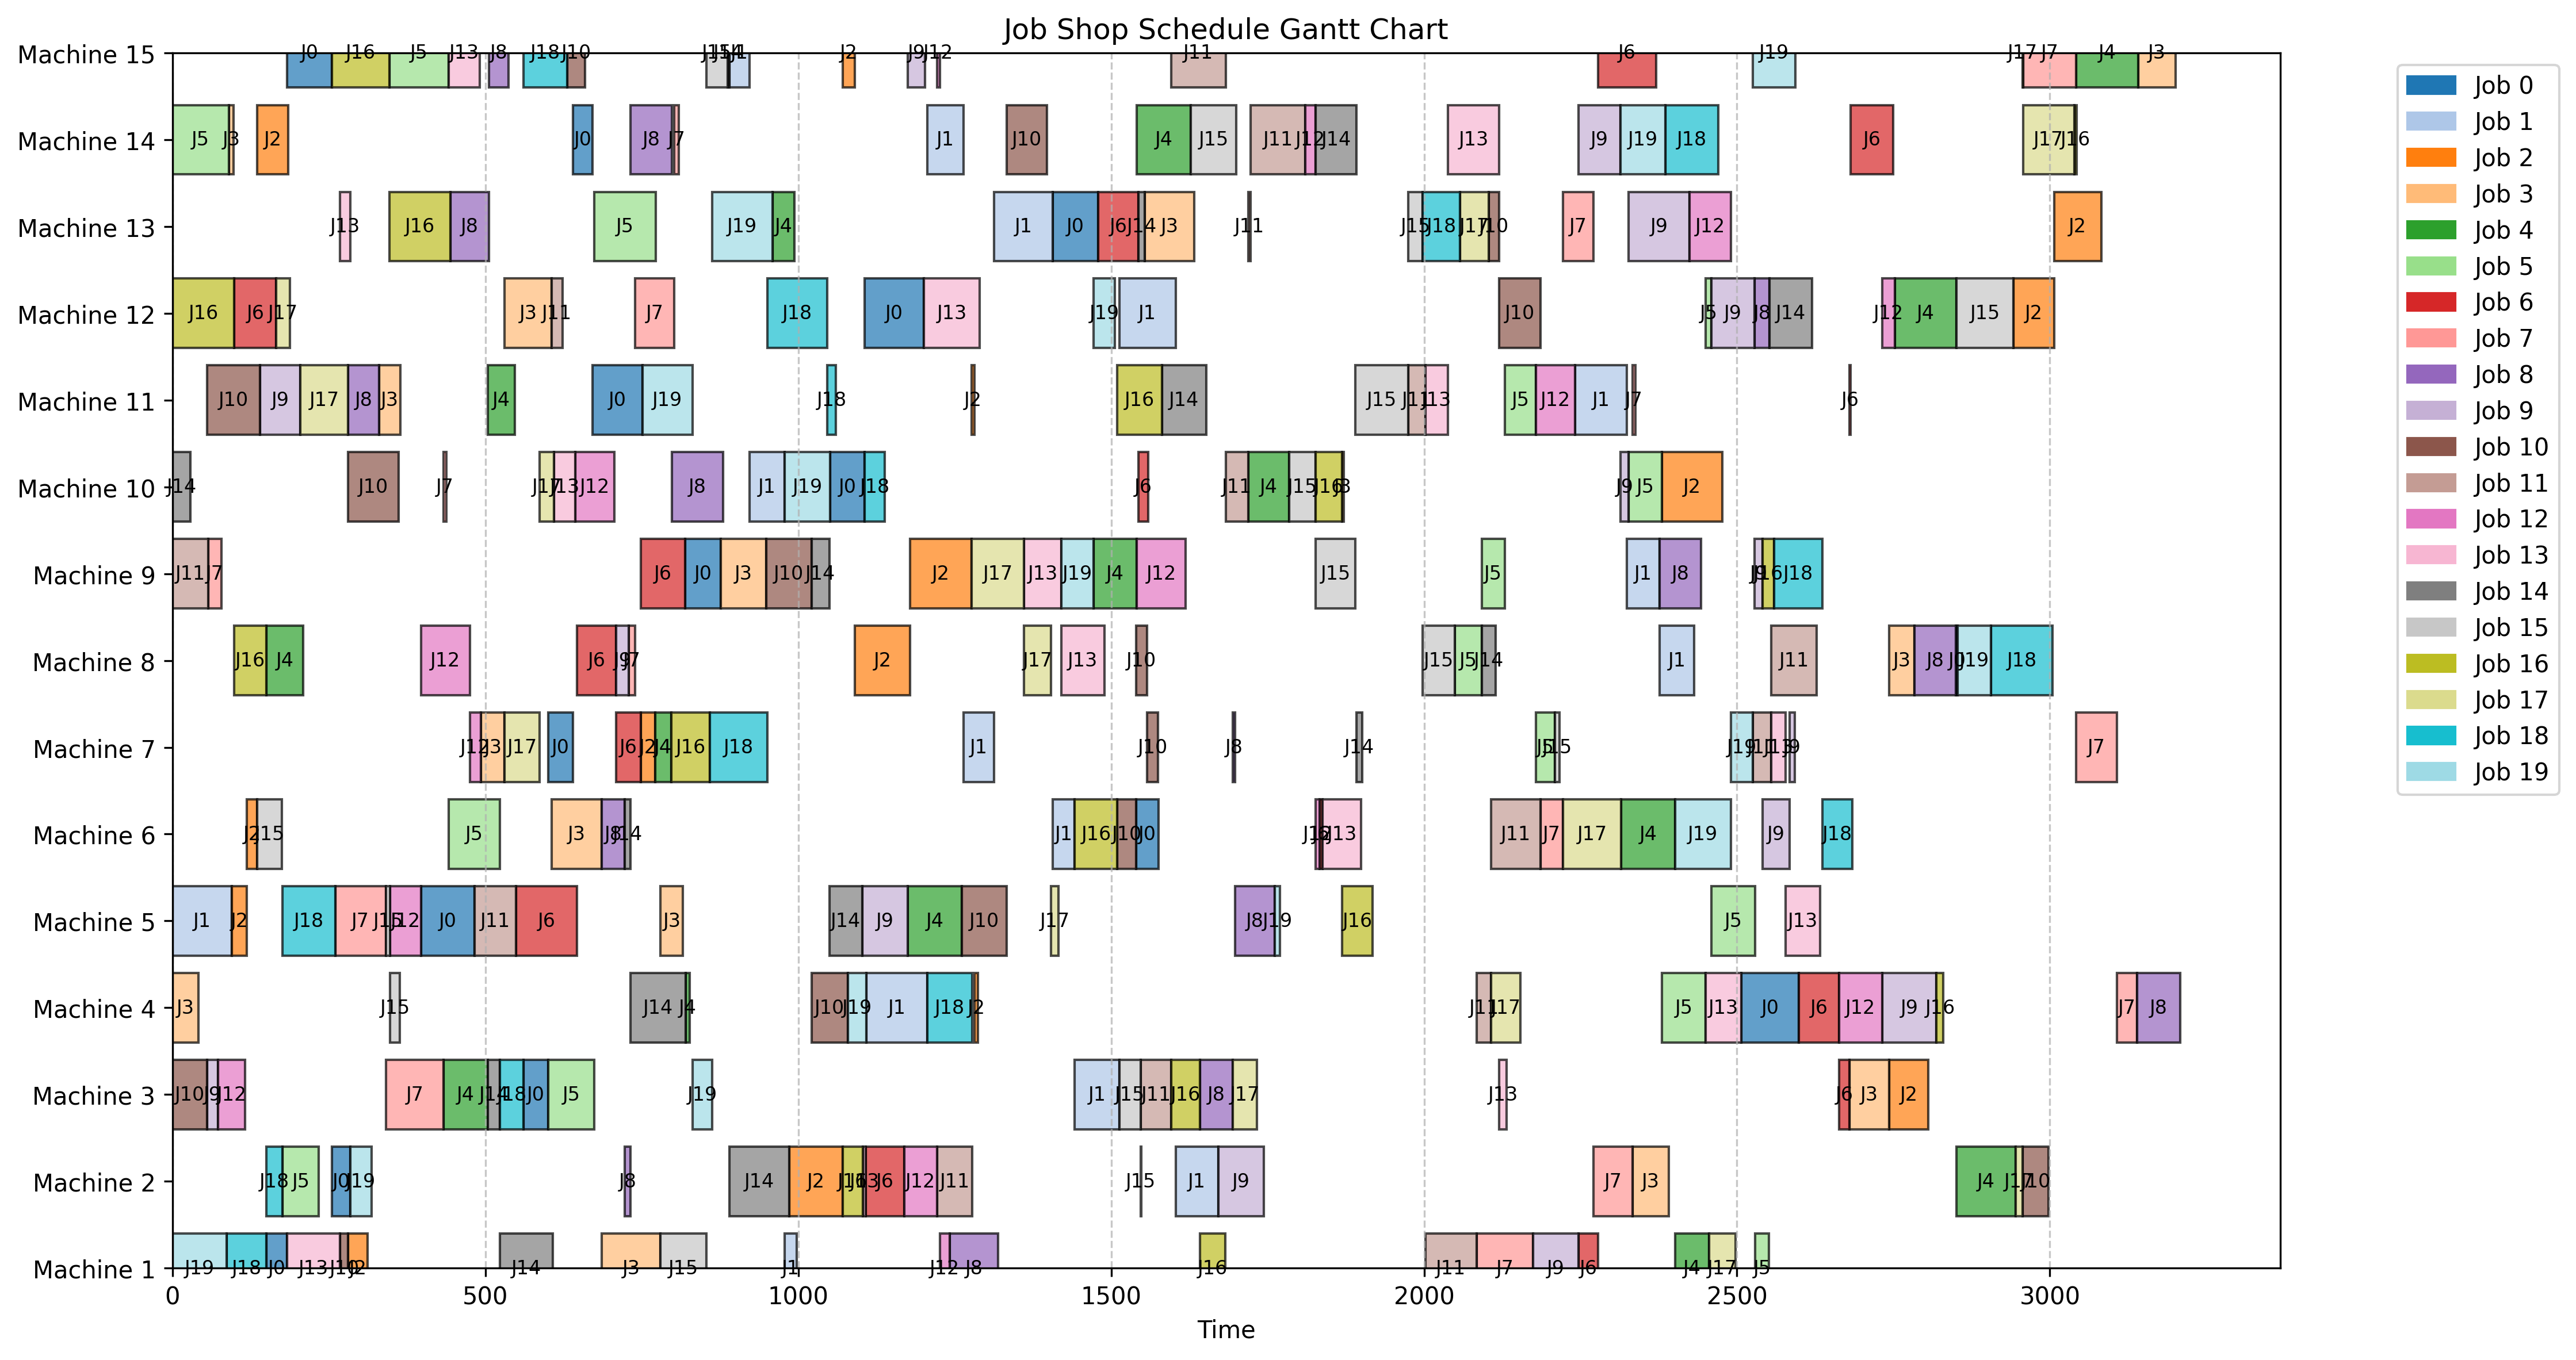 Job Shop Schedule Gantt Chart
Machine 15 J0 J16 J5 J13 J8 J18 J10 J15 J14 J1 J2 J9 J12 J11 J6 J19 J17 J7 J4 J3
Machine 14 J5 J3 J2 J0 J8 J7 J1 J10 J4 J15 J11 J12 J14 J13 J9 J19 J18 J6 J17 J16
Machine 13 J13 J16 J8 J5 J19 J4 J1 J0 J6 J14 J3 J11 J15 J18 J17 J10 J7 J9 J12 J2
Machine 12 J16 J6 J17 J3 J11 J7 J18 J0 J13 J19 J1 J10 J5 J9 J8 J14 J12 J4 J15 J2
Machine 11 J10 J9 J17 J8 J3 J4 J0 J19 J18 J2 J16 J14 J15 J11 J13 J5 J12 J1 J7 J6
Machine 10 J14 J10 J7 J17 J13 J12 J8 J1 J19 J0 J18 J6 J11 J4 J15 J16 J3 J9 J5 J2
Machine 9 J11 J7 J6 J0 J3 J10 J14 J2 J17 J13 J19 J4 J12 J15 J5 J1 J8 J9 J16 J18
Machine 8 J16 J4 J12 J6 J9 J7 J2 J17 J13 J10 J15 J5 J14 J1 J11 J3 J8 J0 J19 J18
Machine 7 J12 J3 J17 J0 J6 J2 J4 J16 J18 J1 J10 J8 J14 J5 J15 J19 J11 J13 J9 J7
Machine 6 J2 J15 J5 J3 J8 J14 J1 J16 J10 J0 J12 J6 J13 J11 J7 J17 J4 J19 J9 J18
Machine 5 J1 J2 J18 J7 J15 J12 J0 J11 J6 J3 J14 J9 J4 J10 J17 J8 J19 J16 J5 J13
Machine 4 J3 J15 J14 J4 J10 J19 J1 J18 J2 J11 J17 J5 J13 J0 J6 J12 J9 J16 J7 J8
Machine 3 J10 J9 J12 J7 J4 J14 J18 J0 J5 J19 J1 J15 J11 J16 J8 J17 J13 J6 J3 J2
Machine 2 J18 J5 J0 J19 J8 J14 J2 J16 J13 J6 J12 J11 J15 J1 J9 J7 J3 J4 J17 J10
Machine 1 J19 J18 J0 J13 J10 J2 J14 J3 J15 J1 J12 J8 J16 J11 J7 J9 J6 J4 J17 J5
0 500 1000 1500 2000 2500 3000
Time
Job 0
Job 1
Job 2
Job 3
Job 4
Job 5
Job 6
Job 7
Job 8
Job 9
Job 10
Job 11
Job 12
Job 13
Job 14
Job 15
Job 16
Job 17
Job 18
Job 19